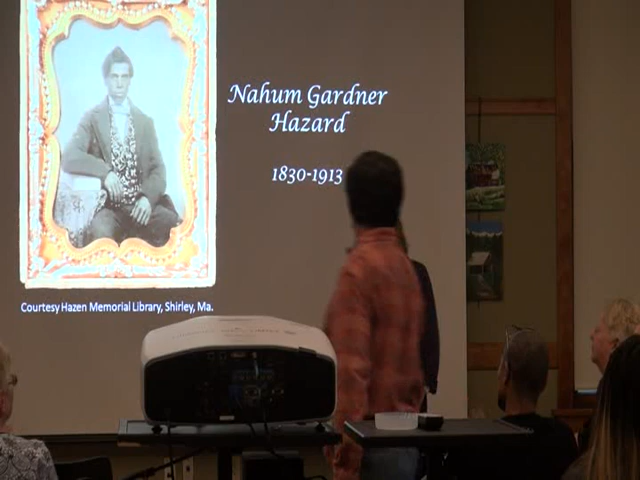 Nahum Gardner
Hazard
1830-1913
Courtesy Hazen Memorial Library, Shirley, Ma.